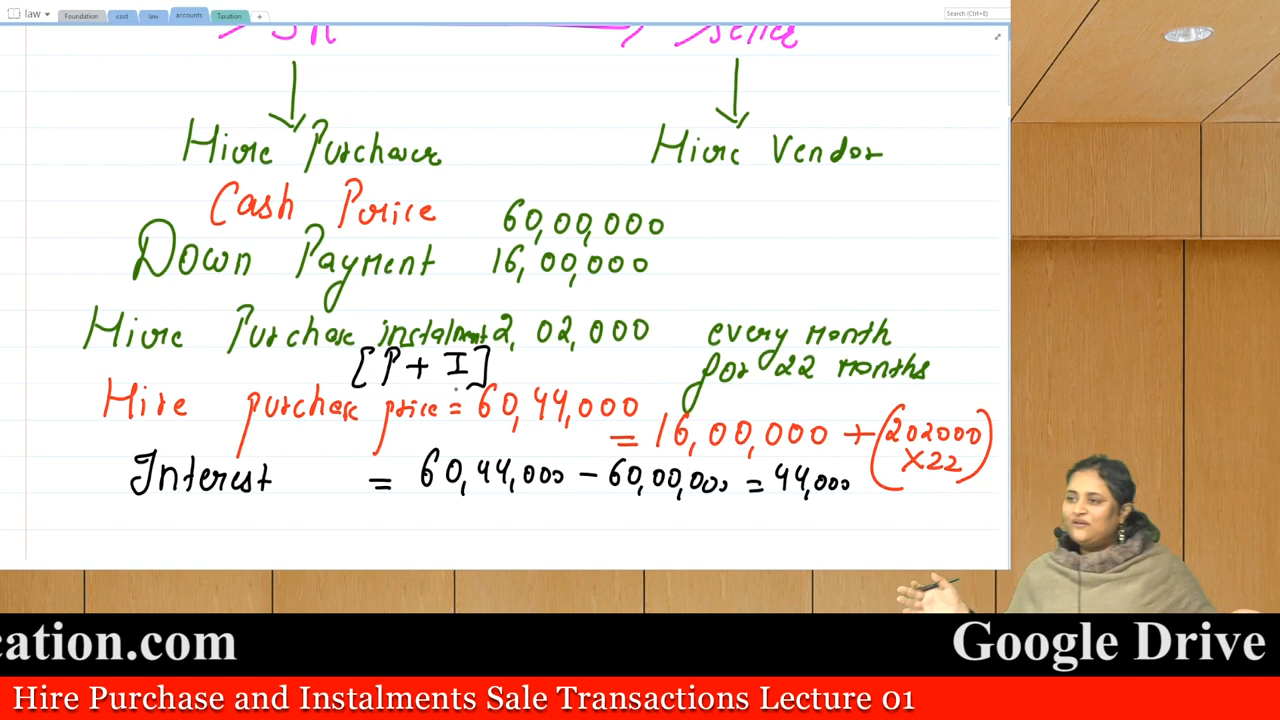 law
Foundation cost law accounts Taxation
Search (Ctrl+E)
seller
Hire Purchaser Hire Vendor
Cash Price 60,00,000
Down Payment 16,00,000
Hire Purchase instalment 2,02,000 every month
[P + I] for 22 months
Hire purchase price = 60,44,000
= 16,00,000 + (202000 X22)
Interest = 60,44,000 - 60,00,000 = 44,000
cation.com Google Drive
Hire Purchase and Instalments Sale Transactions Lecture 01